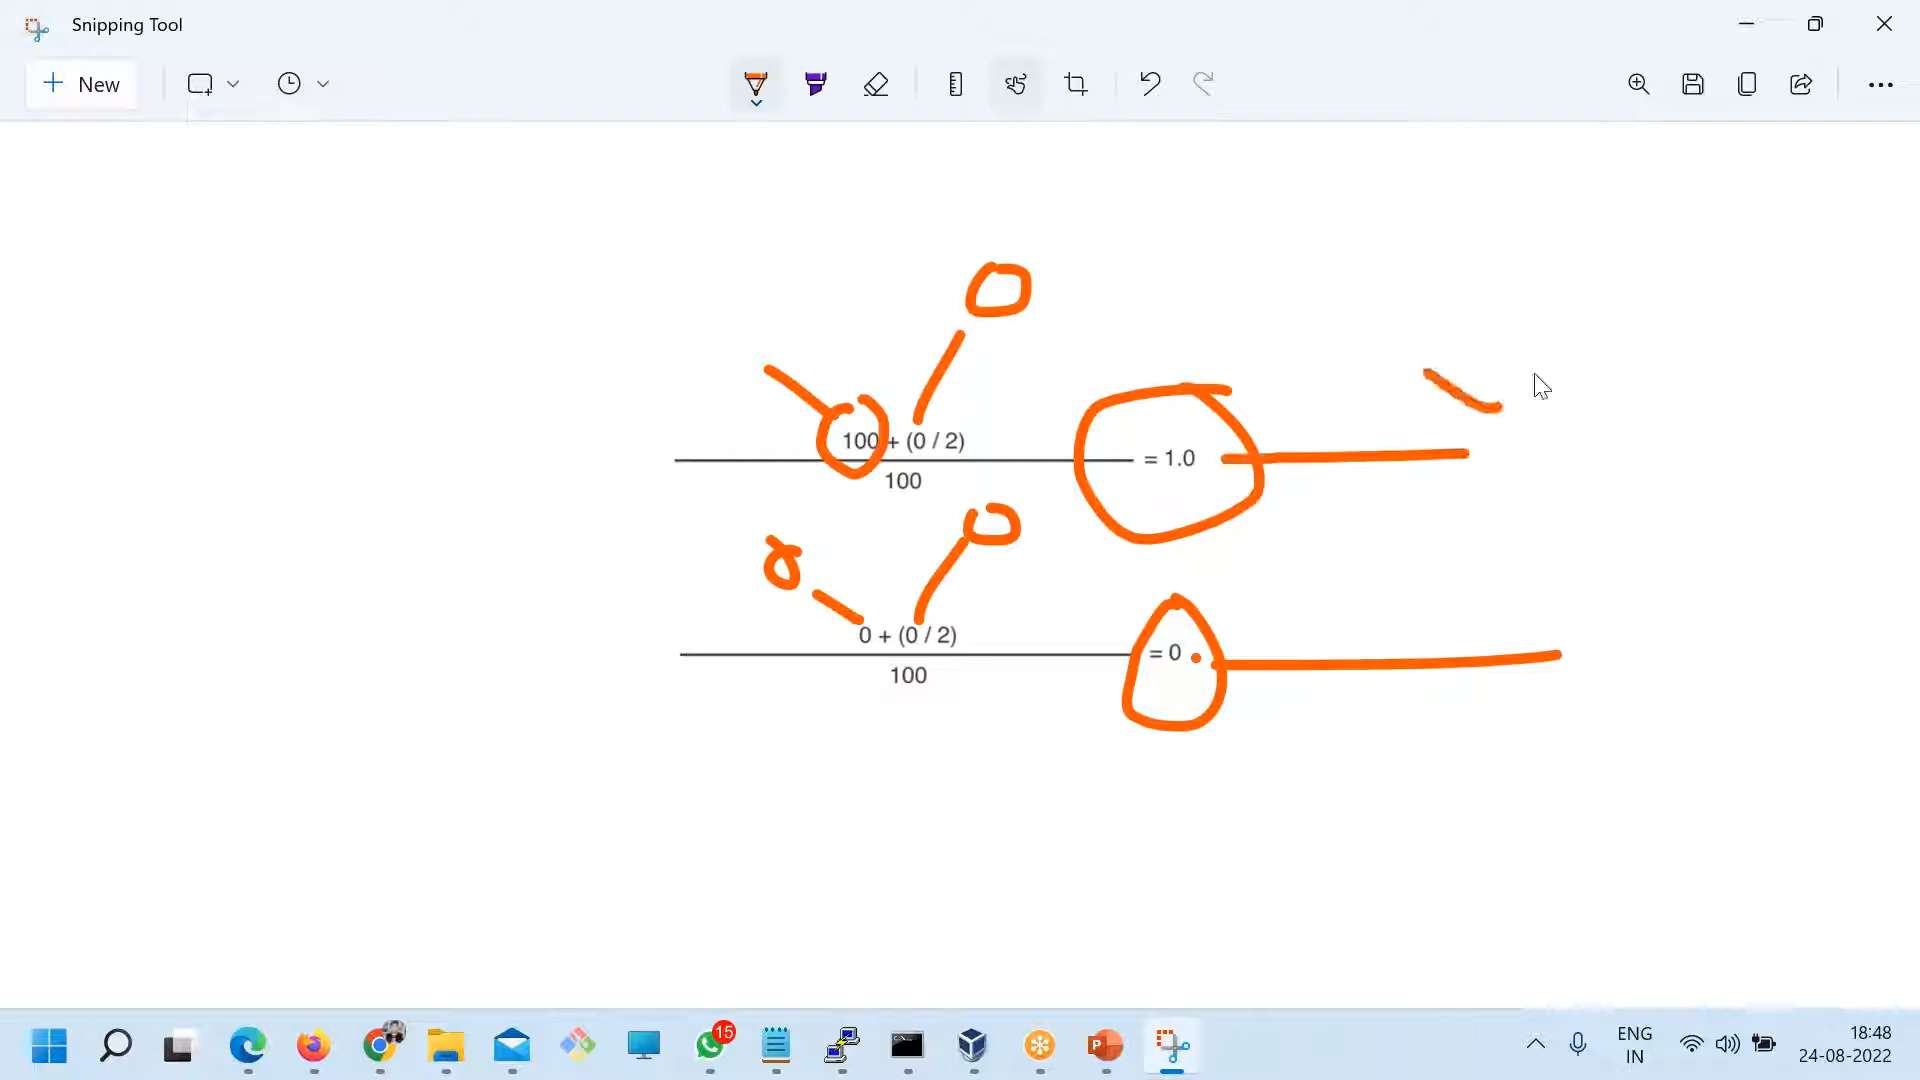 Snipping Tool
New
100 + (0 / 2)
= 1.0
100
0 + (0 / 2)
= 0
100
15
ENG
IN
18:48
24-08-2022